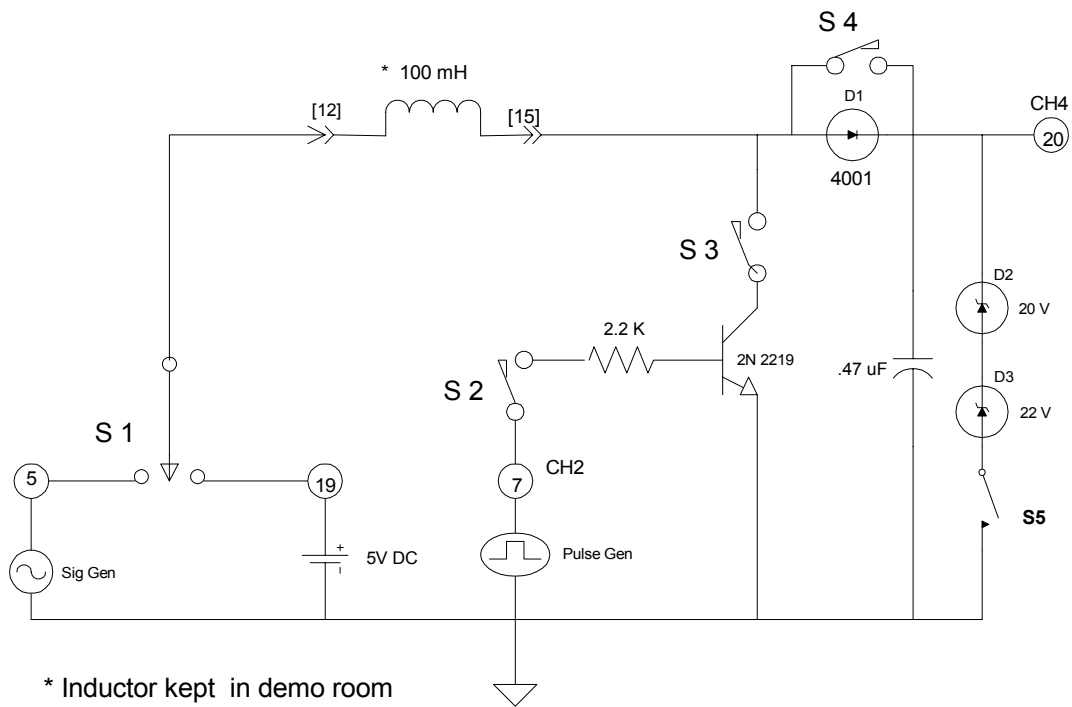 S 4
* 100 mH
[12]
[15]
D1
4001
CH4
20
S 3
D2
20 V
2.2 K
2N 2219
.47 uF
D3
22 V
S 2
S 1
5
19
CH2
7
S5
+
-
5V DC
Sig Gen
Pulse Gen
* Inductor kept in demo room